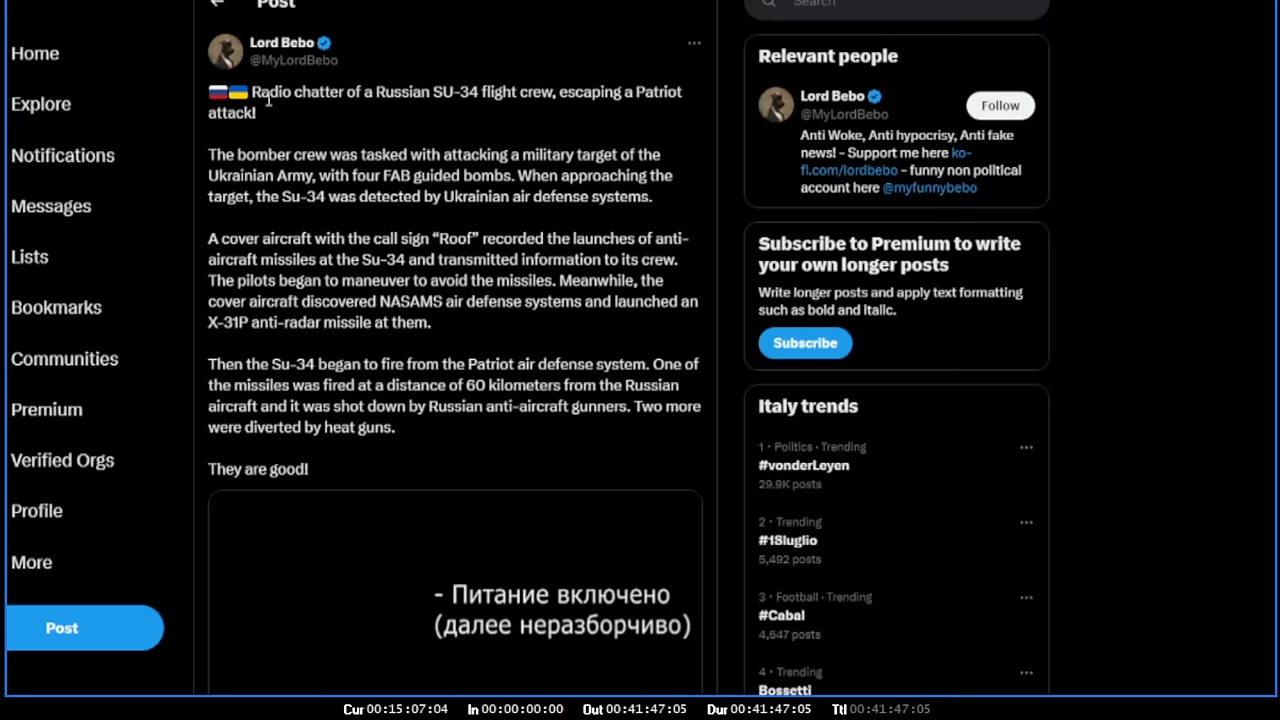 Post
Search
Home
Explore
Notifications
Messages
Lists
Bookmarks
Communities
Premium
Verified Orgs
Profile
More
Post
Lord Bebo
@MyLordBebo
Radio chatter of a Russian SU-34 flight crew, escaping a Patriot
attack!
The bomber crew was tasked with attacking a military target of the
Ukrainian Army, with four FAB guided bombs. When approaching the
target, the Su-34 was detected by Ukrainian air defense systems.
A cover aircraft with the call sign “Roof” recorded the launches of anti-
aircraft missiles at the Su-34 and transmitted information to its crew.
The pilots began to maneuver to avoid the missiles. Meanwhile, the
cover aircraft discovered NASAMS air defense systems and launched an
X-31P anti-radar missile at them.
Then the Su-34 began to fire from the Patriot air defense system. One of
the missiles was fired at a distance of 60 kilometers from the Russian
aircraft and it was shot down by Russian anti-aircraft gunners. Two more
were diverted by heat guns.
They are good!
- Питание включено
(далее неразборчиво)
Relevant people
Lord Bebo
@MyLordBebo
Follow
Anti Woke, Anti hypocrisy, Anti fake
news! – Support me here ko-
fi.com/lordbebo – funny non political
account here @myfunnybebo
Subscribe to Premium to write
your own longer posts
Write longer posts and apply text formatting
such as bold and italic.
Subscribe
Italy trends
1 · Politics · Trending
#vonderLeyen
29.9K posts
2 · Trending
#18luglio
5,492 posts
3 · Football · Trending
#Cabal
4,647 posts
4 · Trending
Bossetti
Cur 00:15:07:04 In 00:00:00:00 Out 00:41:47:05 Dur 00:41:47:05 Ttl 00:41:47:05